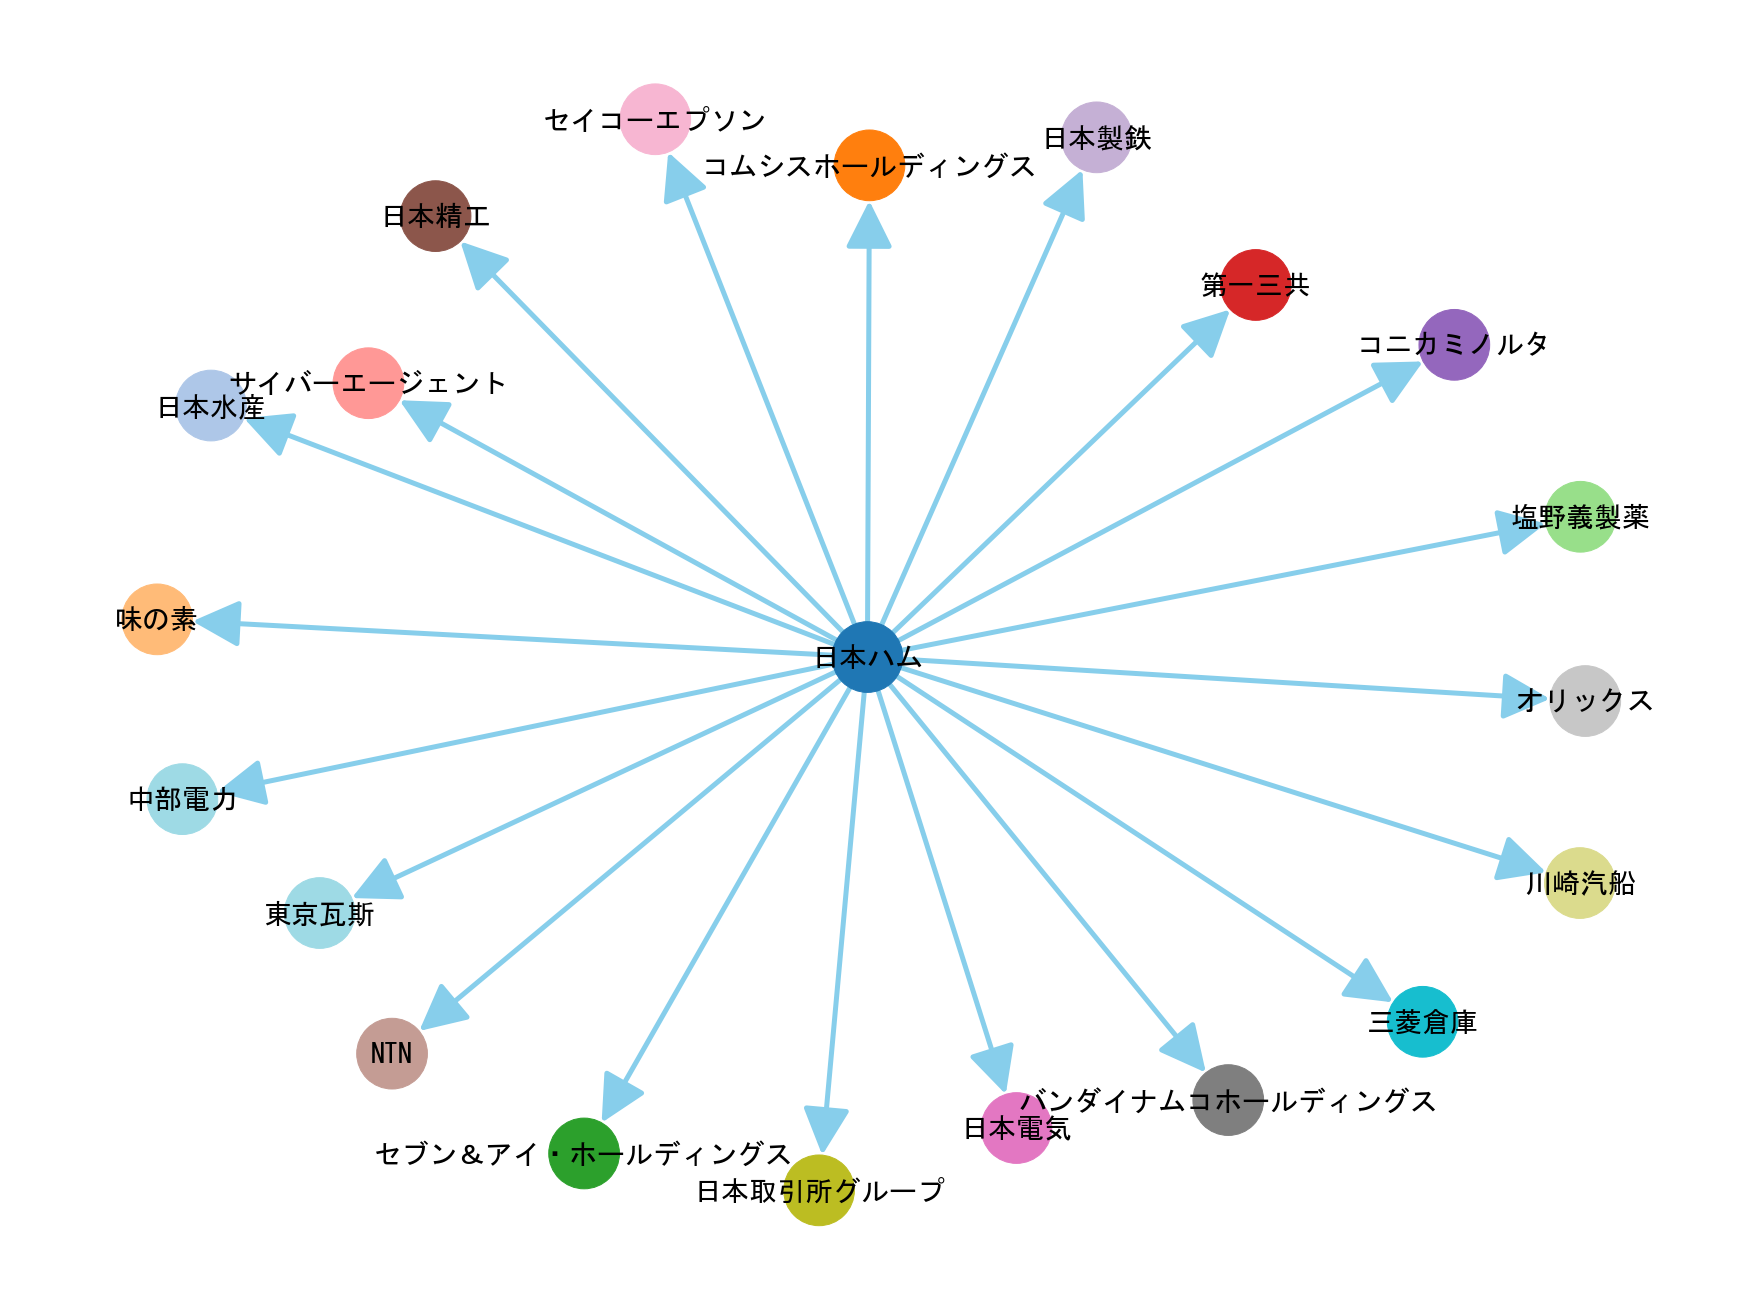 セイコーエプソン
日本製鉄
コムシスホールディングス
日本精工
第一三共
コニカミノルタ
サイバーエージェント
日本水産
塩野義製薬
味の素
日本ハム
オリックス
中部電力
川崎汽船
東京瓦斯
三菱倉庫
NTN
バンダイナムコホールディングス
日本電気
セブン＆アイ・ホールディングス
日本取引所グループ